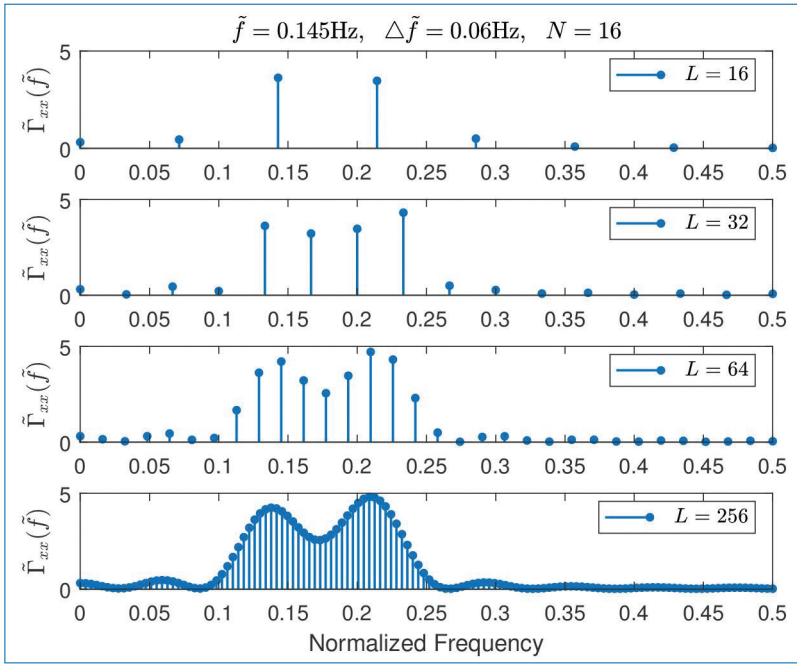 f̃ = 0.145Hz, △f̃ = 0.06Hz, N = 16
Γ̃xx(f̃)
5
0
L = 16
0 0.05 0.1 0.15 0.2 0.25 0.3 0.35 0.4 0.45 0.5
Γ̃xx(f̃)
5
0
L = 32
0 0.05 0.1 0.15 0.2 0.25 0.3 0.35 0.4 0.45 0.5
Γ̃xx(f̃)
5
0
L = 64
0 0.05 0.1 0.15 0.2 0.25 0.3 0.35 0.4 0.45 0.5
Γ̃xx(f̃)
5
0
L = 256
0 0.05 0.1 0.15 0.2 0.25 0.3 0.35 0.4 0.45 0.5
Normalized Frequency